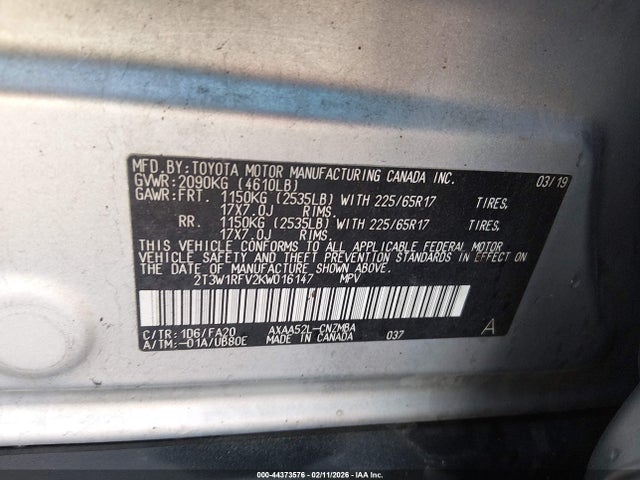 MFD. BY: TOYOTA MOTOR MANUFACTURING CANADA INC. 03/19
GVWR: 2090KG (4610LB)
GAWR: FRT. 1150KG (2535LB) WITH 225/65R17 TIRES,
17X7.0J RIMS.
RR. 1150KG (2535LB) WITH 225/65R17 TIRES,
17X7.0J RIMS.
THIS VEHICLE CONFORMS TO ALL APPLICABLE FEDERAL MOTOR
VEHICLE SAFETY AND THEFT PREVENTION STANDARDS IN EFFECT
ON THE DATE OF MANUFACTURE SHOWN ABOVE.
2T3W1RFV2KW016147 MPV
C/TR: 1D6/FA20 AXAA52L-CNZMBA A
A/TM: -01A/UB80E MADE IN CANADA 037
000-44373576 - 02/11/2026 - IAA Inc.